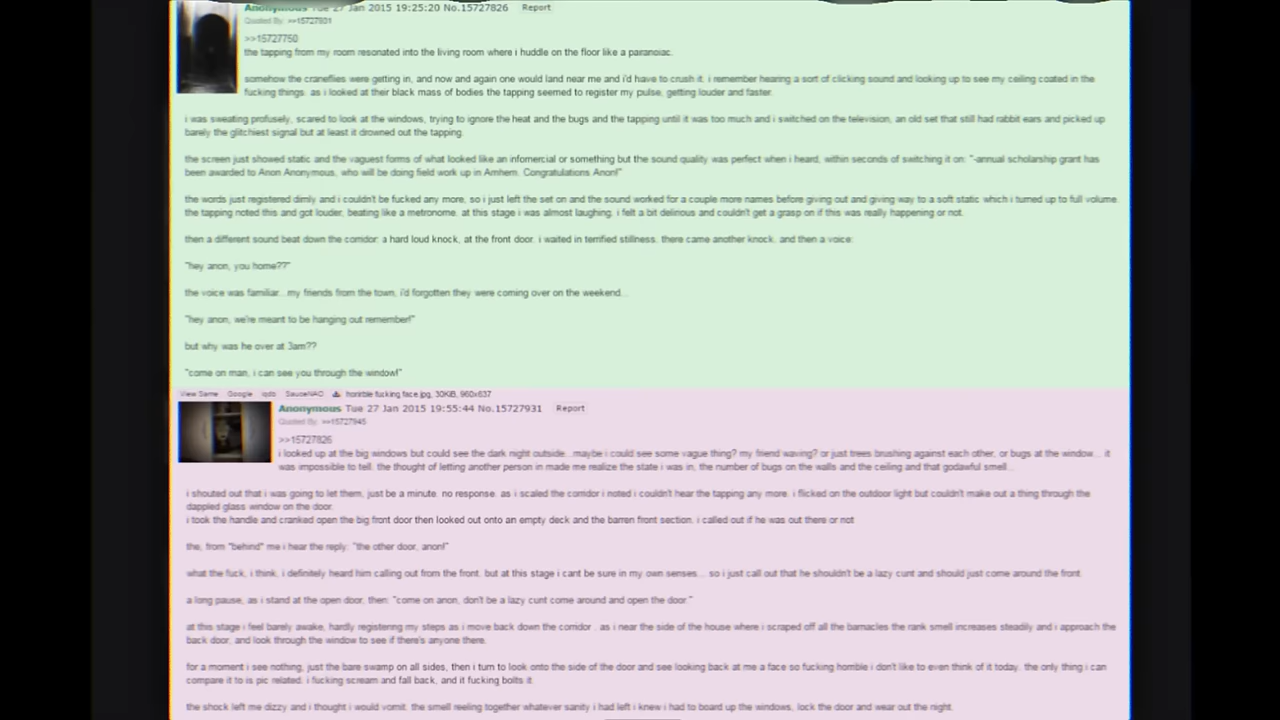 Anonymous Tue 27 Jan 2015 19:25:20 No.15727826 Report
Quoted By: >>15727931
>>15727750
the tapping from my room resonated into the living room where i huddle on the floor like a paranoiac.
somehow the craneflies were getting in, and now and again one would land near me and i'd have to crush it. i remember hearing a sort of clicking sound and looking up to see my ceiling coated in the
fucking things. as i looked at their black mass of bodies the tapping seemed to register my pulse, getting louder and faster.
i was sweating profusely, scared to look at the windows, trying to ignore the heat and the bugs and the tapping until it was too much and i switched on the television, an old set that still had rabbit ears and picked up
barely the glitchiest signal but at least it drowned out the tapping.
the screen just showed static and the vaguest forms of what looked like an infomercial or something but the sound quality was perfect when i heard, within seconds of switching it on: "-annual scholarship grant has
been awarded to Anon Anonymous, who will be doing field work up in Arnhem. Congratulations Anon!"
the words just registered dimly and i couldn't be fucked any more, so i just left the set on and the sound worked for a couple more names before giving out and giving way to a soft static which i turned up to full volume.
the tapping noted this and got louder, beating like a metronome, at this stage i was almost laughing, i felt a bit delirious and couldn't get a grasp on if this was really happening or not.
then a different sound beat down the corridor: a hard loud knock, at the front door. i waited in terrified stillness. there came another knock, and then a voice:
"hey anon, you home??"
the voice was familiar.. my friends from the town, i'd forgotten they were coming over on the weekend...
"hey anon, we're meant to be hanging out remember!"
but why was he over at 3am??
"come on man, i can see you through the window!"
View Same Google iqdb SauceNAO horrible fucking face.jpg, 30KiB, 960x637
Anonymous Tue 27 Jan 2015 19:55:44 No.15727931 Report
Quoted By: >>15727945
>>15727826
i looked up at the big windows but could see the dark night outside...maybe i could see some vague thing? my friend waving? or just trees brushing against each other, or bugs at the window... it
was impossible to tell. the thought of letting another person in made me realize the state i was in, the number of bugs on the walls and the ceiling and that godawful smell...
i shouted out that i was going to let them, just be a minute. no response. as i scaled the corridor i noted i couldn't hear the tapping any more. i flicked on the outdoor light but couldn't make out a thing through the
dappled glass window on the door.
i took the handle and cranked open the big front door then looked out onto an empty deck and the barren front section. i called out if he was out there or not
the, from "behind" me i hear the reply: "the other door, anon!"
what the fuck, i think, i definitely heard him calling out from the front, but at this stage i cant be sure in my own senses... so i just call out that he shouldn't be a lazy cunt and should just come around the front.
a long pause, as i stand at the open door, then: "come on anon, don't be a lazy cunt come around and open the door."
at this stage i feel barely awake, hardly registering my steps as i move back down the corridor.. as i near the side of the house where i scraped off all the barnacles the rank smell increases steadily and i approach the
back door, and look through the window to see if there's anyone there.
for a moment i see nothing, just the bare swamp on all sides, then i turn to look onto the side of the door and see looking back at me a face so fucking horrible i don't like to even think of it today. the only thing i can
compare it to is pic related. i fucking scream and fall back, and it fucking bolts it.
the shock left me dizzy and i thought i would vomit. the smell reeling together whatever sanity i had left i knew i had to board up the windows, lock the door and wear out the night.